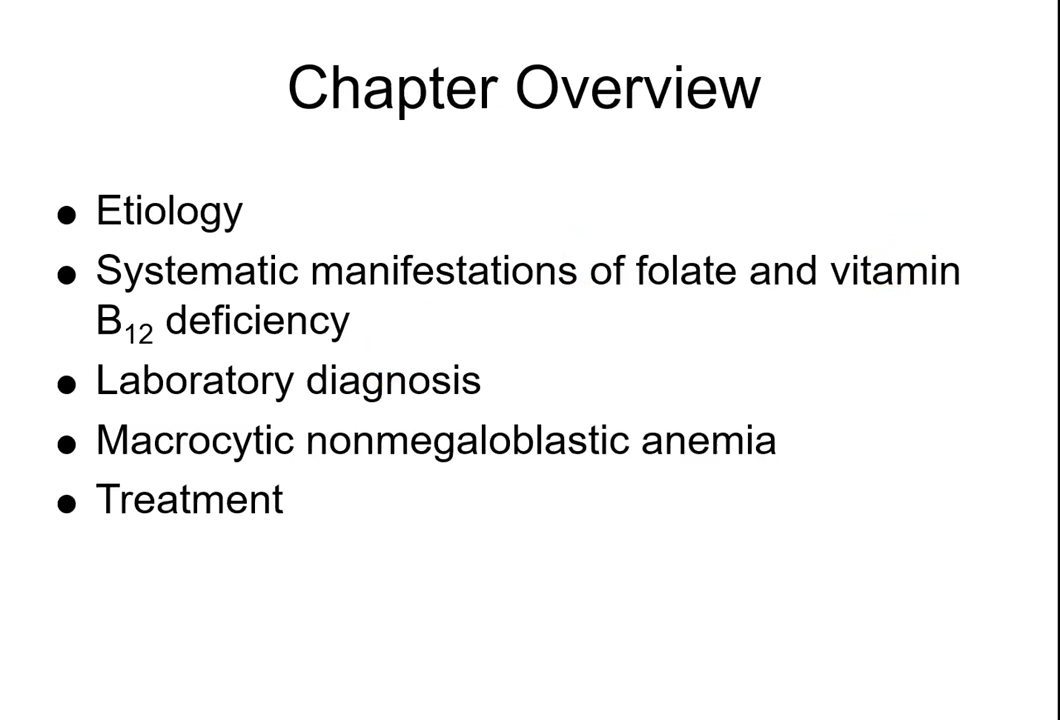 Chapter Overview
● Etiology
● Systematic manifestations of folate and vitamin
B₁₂ deficiency
● Laboratory diagnosis
● Macrocytic nonmegaloblastic anemia
● Treatment